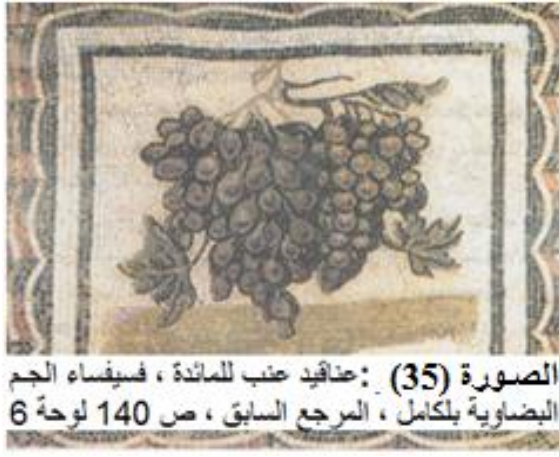 الصورة (35) :عناقيد عنب للمائدة ، فسيفساء الجم
البضاوية بلكامل ، المرجع السابق ، ص 140 لوحة 6